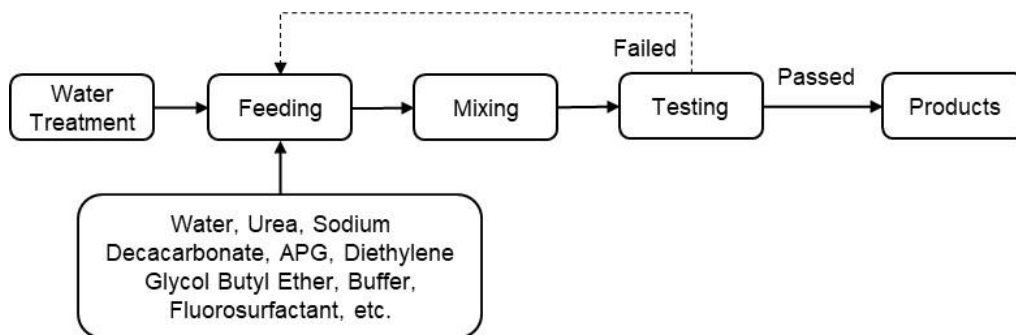 Failed
Passed
Water
Treatment
Feeding
Mixing
Testing
Products
Water, Urea, Sodium
Decacarbonate, APG, Diethylene
Glycol Butyl Ether, Buffer,
Fluorosurfactant, etc.